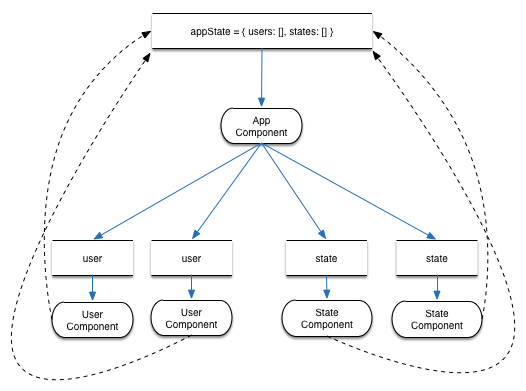 appState = { users: [], states: [] }
App
Component
user
user
state
state
User
Component
User
Component
State
Component
State
Component